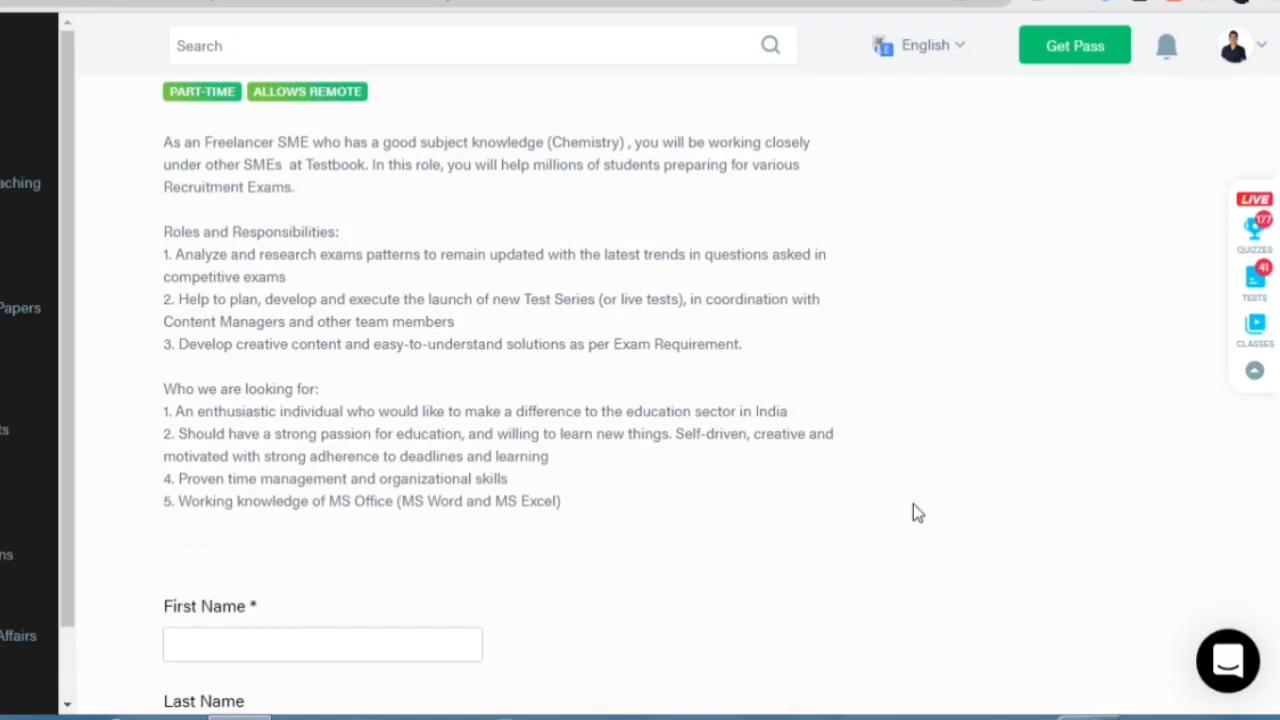 Search
English
Get Pass
PART-TIME
ALLOWS REMOTE
As an Freelancer SME who has a good subject knowledge (Chemistry) , you will be working closely
under other SMEs at Testbook. In this role, you will help millions of students preparing for various
Recruitment Exams.
Roles and Responsibilities:
1. Analyze and research exams patterns to remain updated with the latest trends in questions asked in
competitive exams
2. Help to plan, develop and execute the launch of new Test Series (or live tests), in coordination with
Content Managers and other team members
3. Develop creative content and easy-to-understand solutions as per Exam Requirement.
Who we are looking for:
1. An enthusiastic individual who would like to make a difference to the education sector in India
2. Should have a strong passion for education, and willing to learn new things. Self-driven, creative and
motivated with strong adherence to deadlines and learning
4. Proven time management and organizational skills
5. Working knowledge of MS Office (MS Word and MS Excel)
First Name *
Last Name
aching
Papers
ts
ns
Affairs
LIVE
177
QUIZZES
41
TESTS
CLASSES